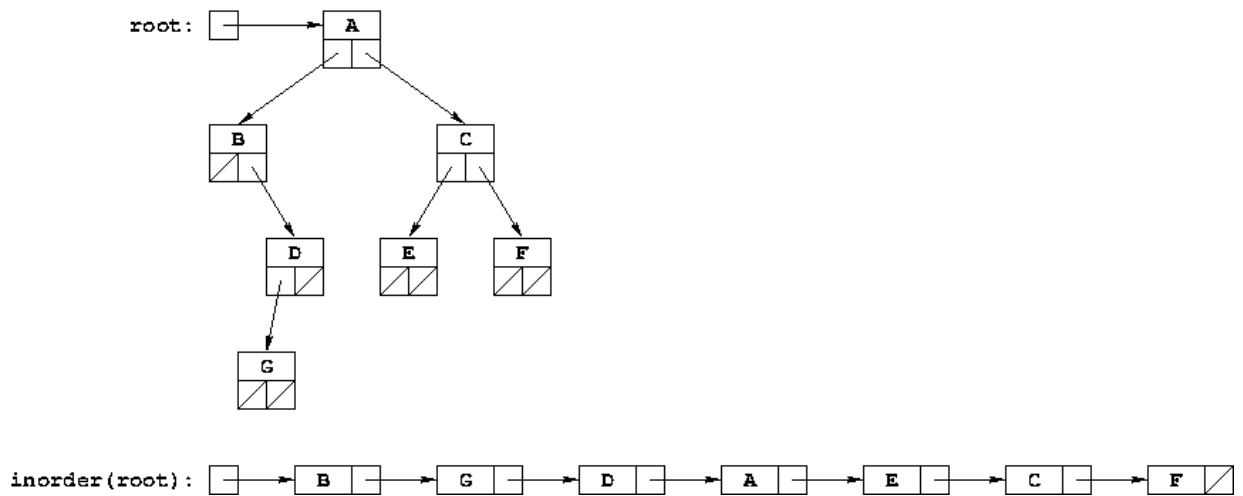 root: A
B C
D E F
G
inorder(root): B G D A E C F